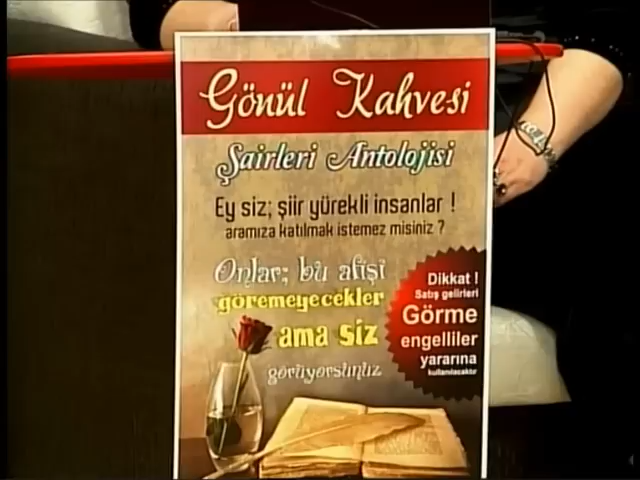 Gönül Kahvesi
Şairleri Antolojisi
Ey siz; şiir yürekli insanlar !
aramıza katılmak istemez misiniz ?
Onlar; bu afişi
göremeyecekler
ama siz
görüyorsunuz
Dikkat !
Satış gelirleri
Görme
engelliler
yararına
kullanılacaktır